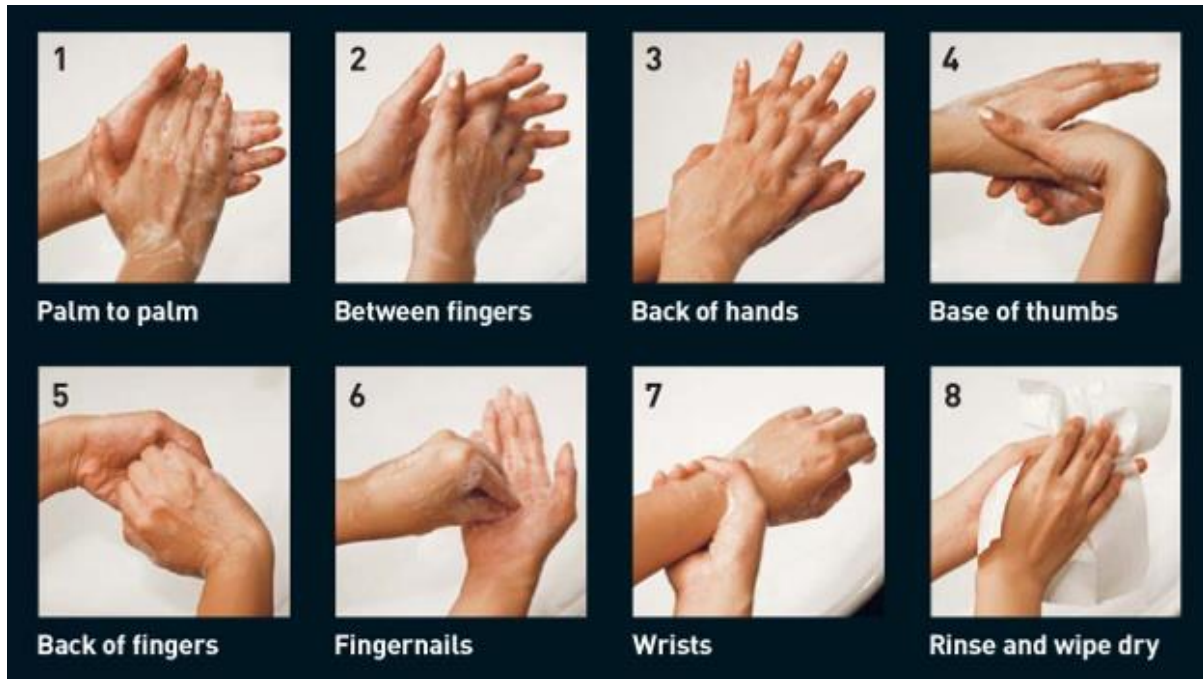 1
2
3
4
Palm to palm
Between fingers
Back of hands
Base of thumbs
5
6
7
8
Back of fingers
Fingernails
Wrists
Rinse and wipe dry